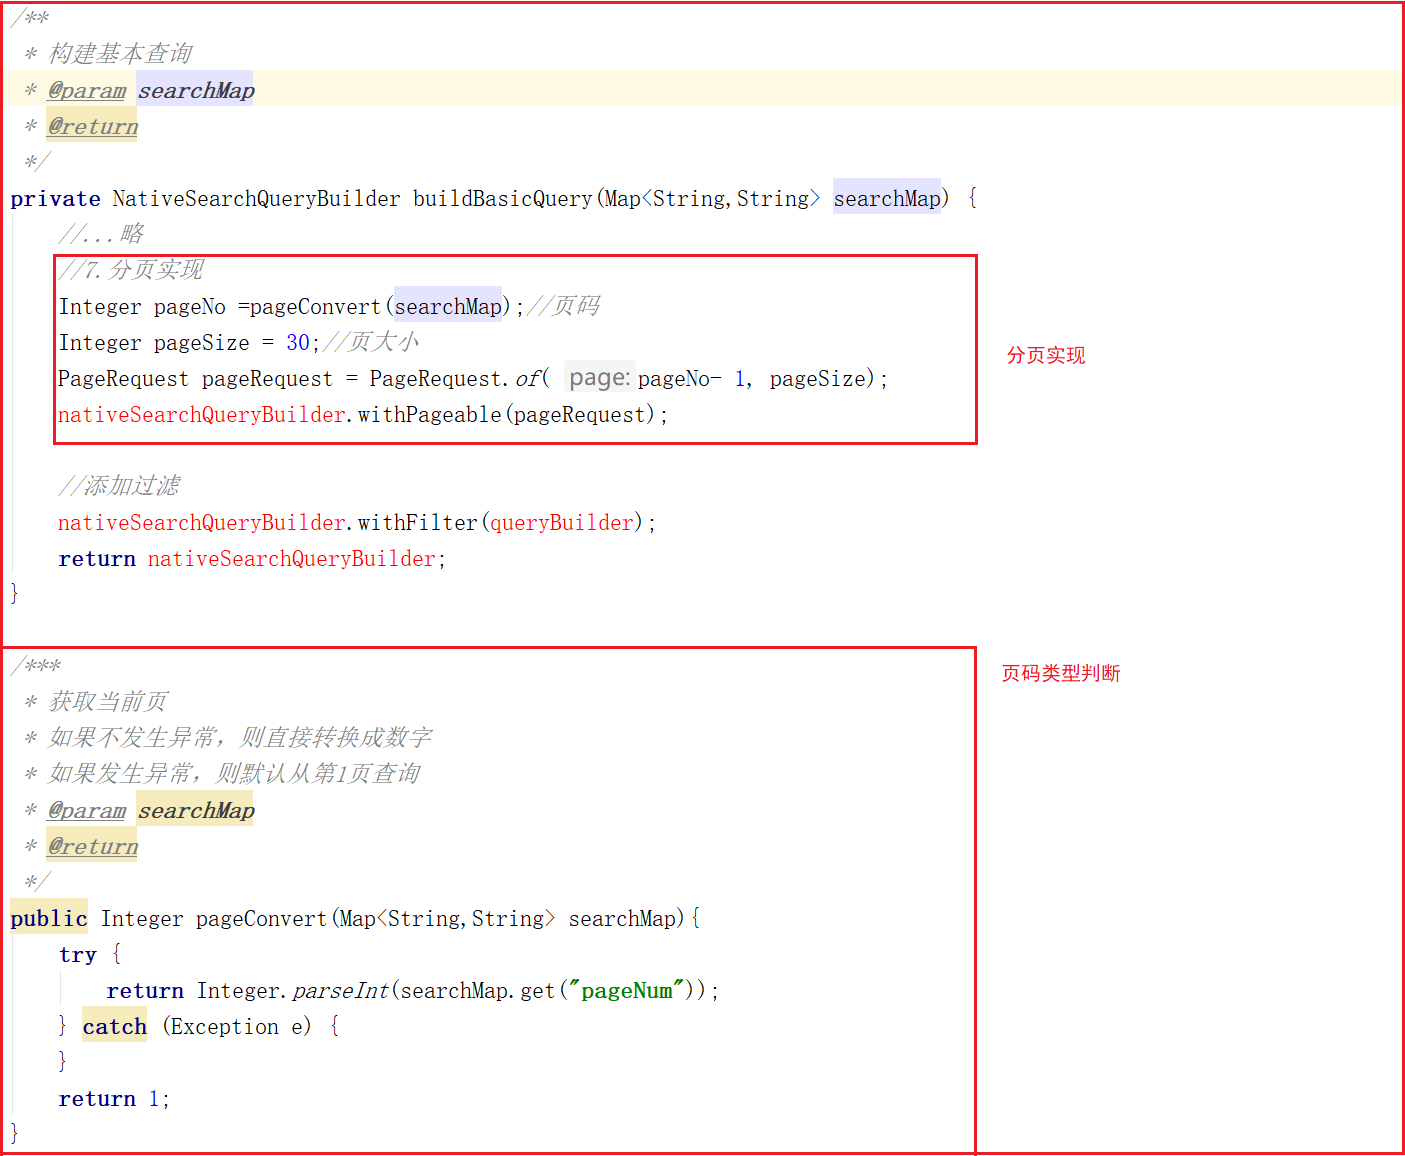 /**
 * 构建基本查询
 * @param searchMap
 * @return
 */
private NativeSearchQueryBuilder buildBasicQuery(Map<String,String> searchMap) {
    //...略
    //7.分页实现
    Integer pageNo =pageConvert(searchMap);//页码
    Integer pageSize = 30;//页大小
分页实现
    PageRequest pageRequest = PageRequest.of( page: pageNo- 1, pageSize);
    nativeSearchQueryBuilder.withPageable(pageRequest);
    //添加过滤
    nativeSearchQueryBuilder.withFilter(queryBuilder);
    return nativeSearchQueryBuilder;
}
/***
页码类型判断
 * 获取当前页
 * 如果不发生异常，则直接转换成数字
 * 如果发生异常，则默认从第1页查询
 * @param searchMap
 * @return
 */
public Integer pageConvert(Map<String,String> searchMap){
    try {
        return Integer.parseInt(searchMap.get("pageNum"));
    } catch (Exception e) {
    }
    return 1;
}